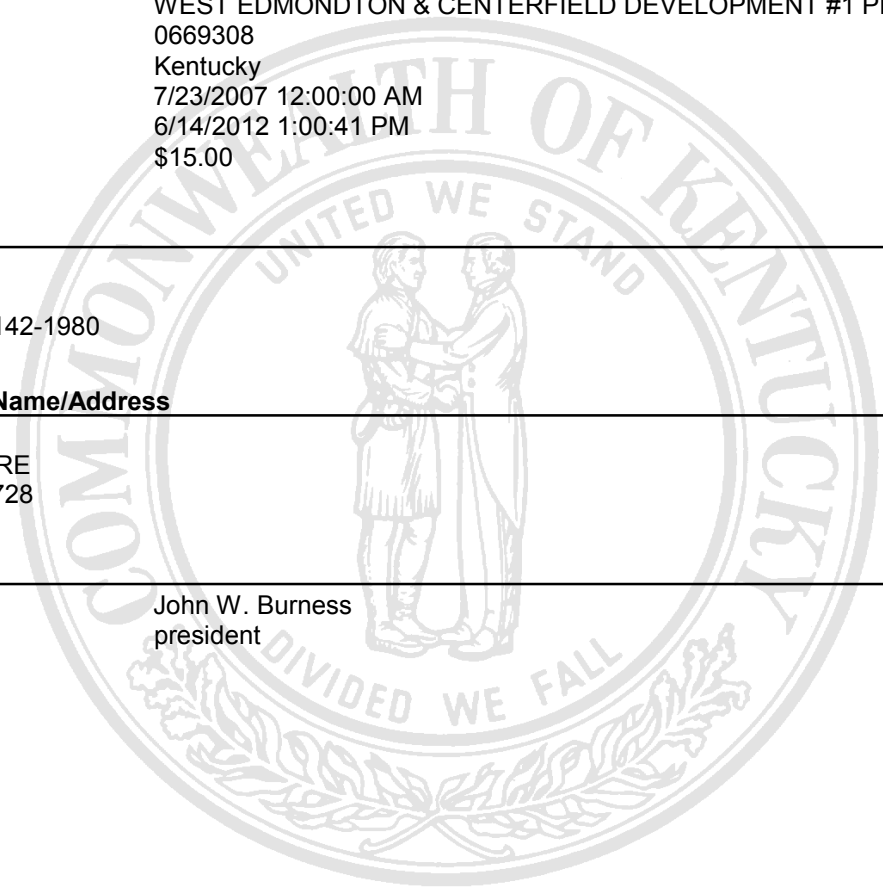 WEST EDMONDTON & CENTERFIELD DEVELOPMENT #1
0669308
Kentucky
7/23/2007 12:00:00 AM
6/14/2012 1:00:41 PM
$15.00
COMMONWEALTH OF KENTUCKY
UNITED WE STAND
142-1980
Name/Address
RE
728
John W. Burness
president
DIVIDED WE FALL